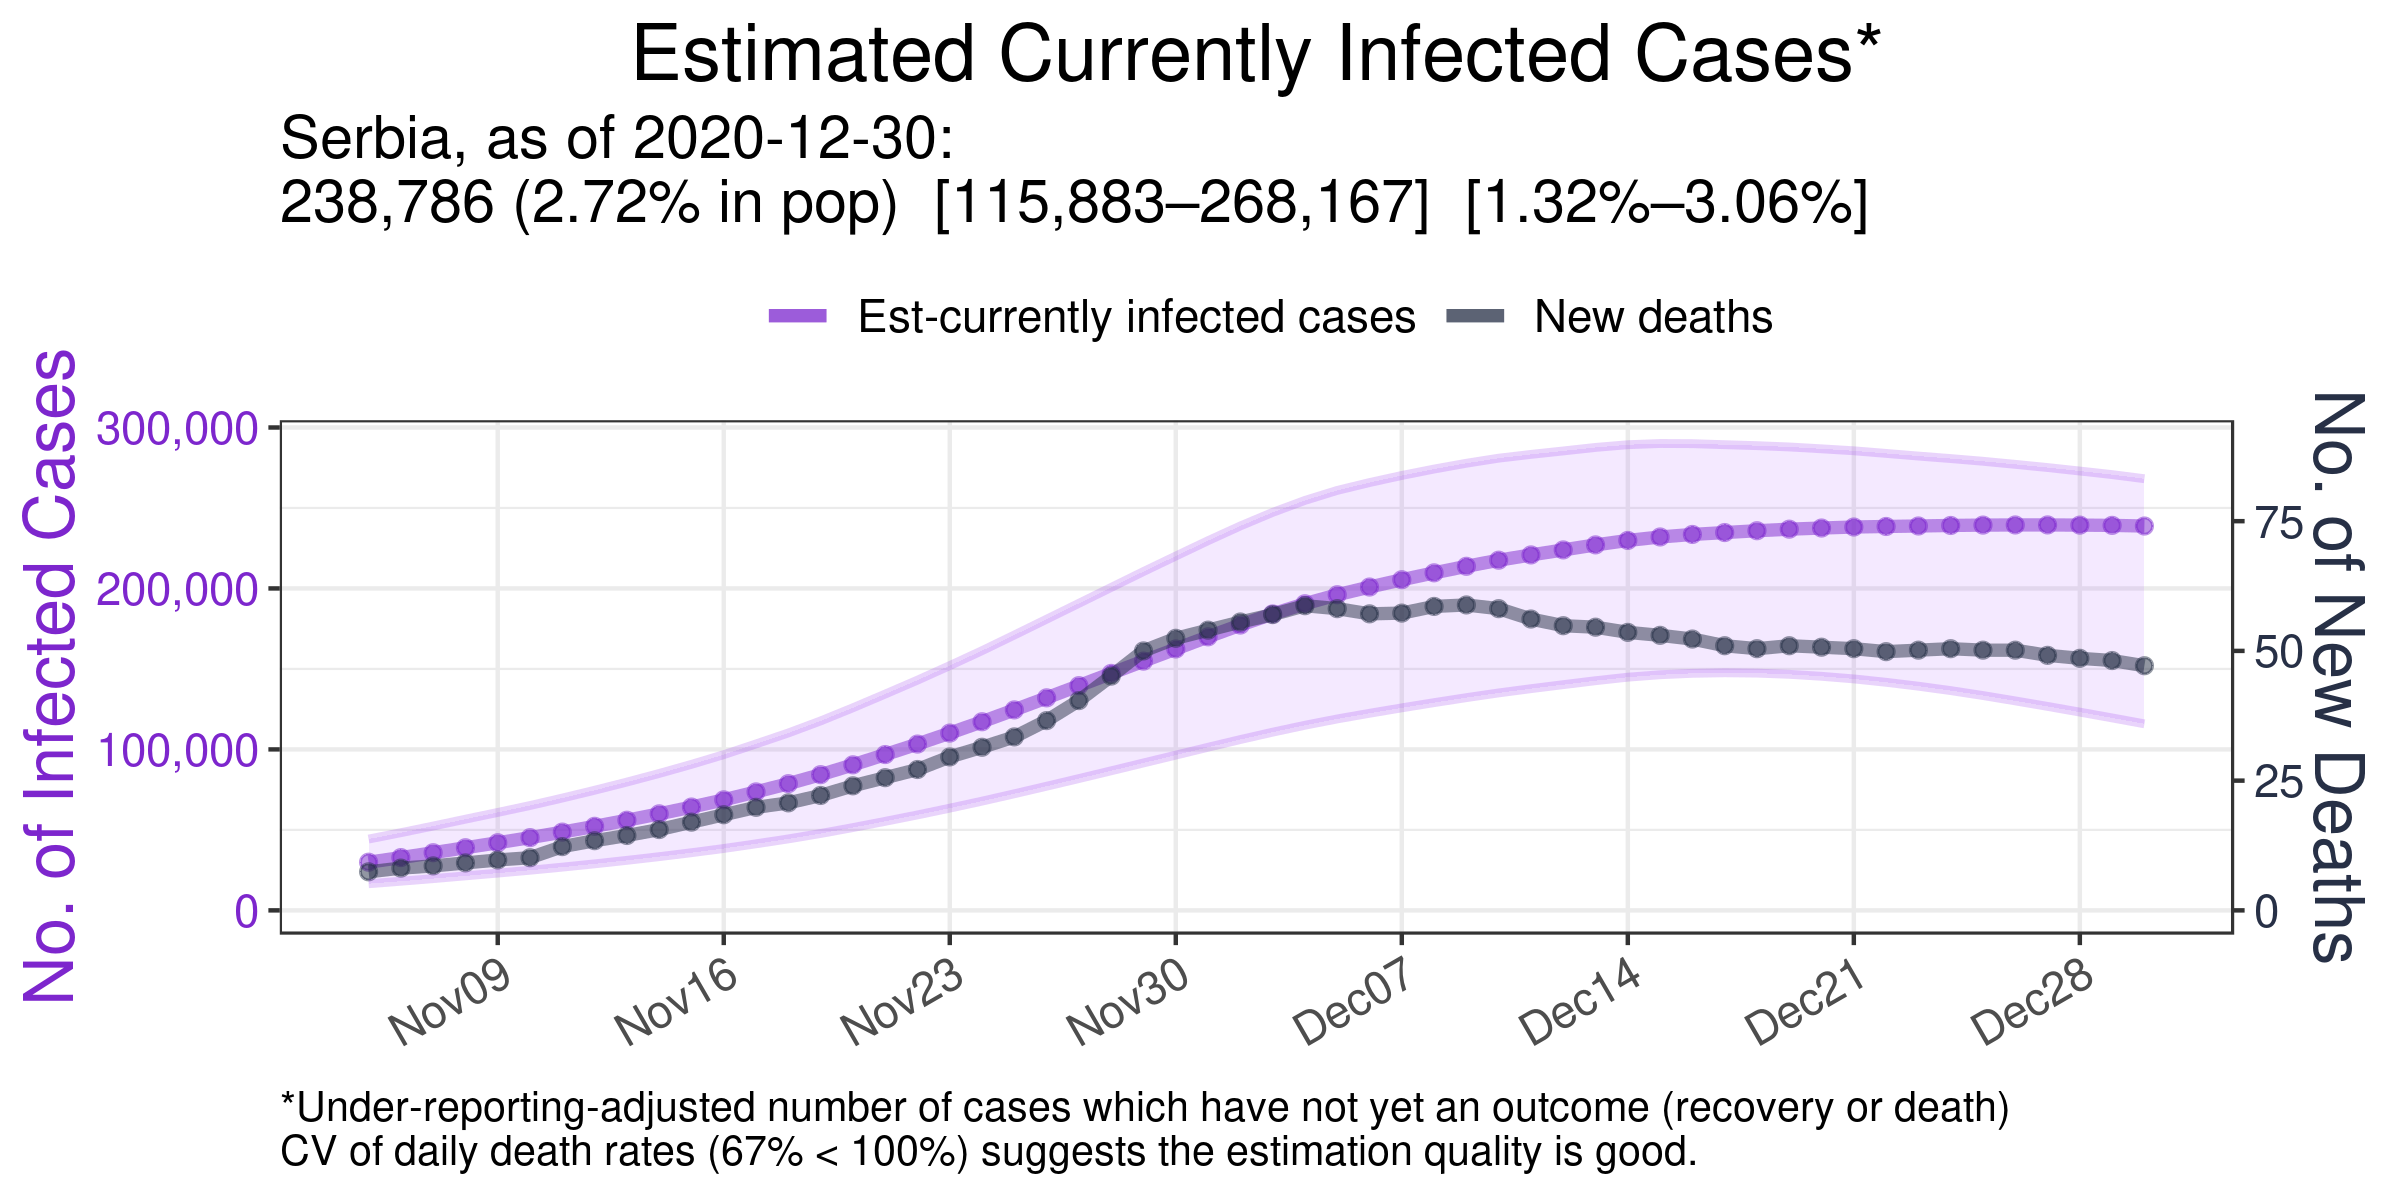 Estimated Currently Infected Cases*
Serbia, as of 2020-12-30:
238,786 (2.72% in pop)  [115,883–268,167]  [1.32%–3.06%]
Est-currently infected cases
New deaths
No. of Infected Cases
300,000
200,000
100,000
0
No. of New Deaths
75
50
25
0
Nov09
Nov16
Nov23
Nov30
Dec07
Dec14
Dec21
Dec28
*Under-reporting-adjusted number of cases which have not yet an outcome (recovery or death)
CV of daily death rates (67% < 100%) suggests the estimation quality is good.